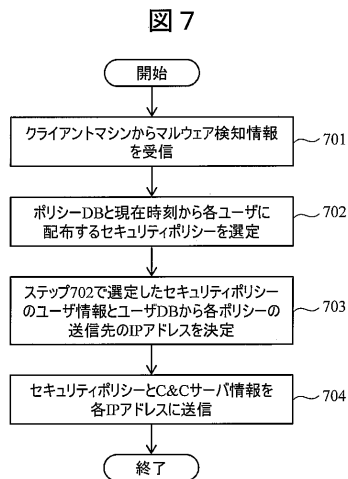 図７
開始
クライアントマシンからマルウェア検知情報
を受信
701
ポリシーDBと現在時刻から各ユーザに
配布するセキュリティポリシーを選定
702
ステップ702で選定したセキュリティポリシー
のユーザ情報とユーザDBから各ポリシーの
送信先のIPアドレスを決定
703
セキュリティポリシーとC&Cサーバ情報を
各IPアドレスに送信
704
終了